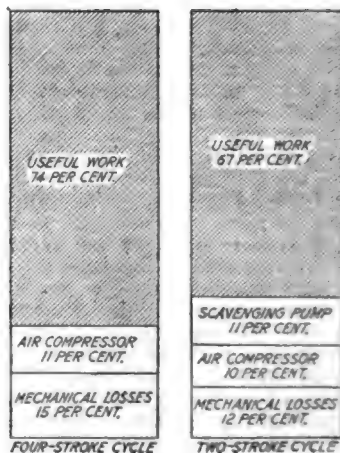 USEFUL WORK
74 PER CENT.
AIR COMPRESSOR
11 PER CENT.
MECHANICAL LOSSES
15 PER CENT.
FOUR-STROKE CYCLE
USEFUL WORK
67 PER CENT.
SCAVENGING PUMP
11 PER CENT.
AIR COMPRESSOR
10 PER CENT.
MECHANICAL LOSSES
12 PER CENT.
TWO-STROKE CYCLE